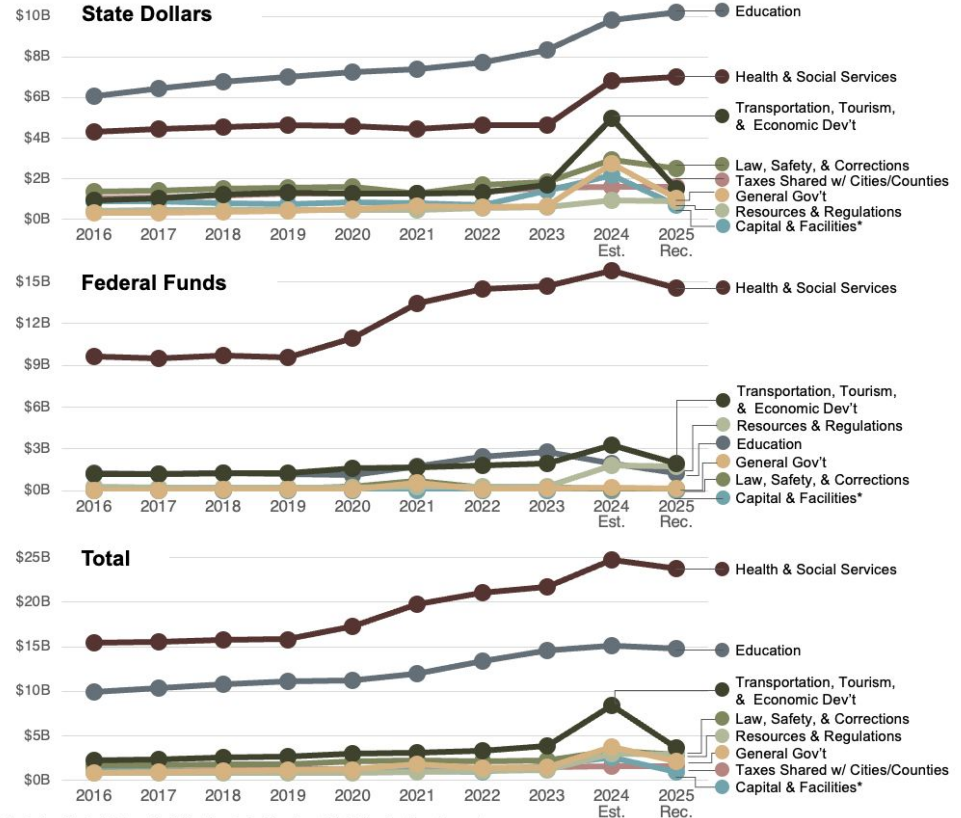 State Dollars
$10B
$8B
$6B
$4B
$2B
$0B
2016 2017 2018 2019 2020 2021 2022 2023 2024 2025
Est. Rec.
Education
Health & Social Services
Transportation, Tourism,
& Economic Dev't
Law, Safety, & Corrections
Taxes Shared w/ Cities/Counties
General Gov't
Resources & Regulations
Capital & Facilities*
Federal Funds
$15B
$12B
$9B
$6B
$3B
$0B
2016 2017 2018 2019 2020 2021 2022 2023 2024 2025
Est. Rec.
Health & Social Services
Transportation, Tourism,
& Economic Dev't
Resources & Regulations
Education
General Gov't
Law, Safety, & Corrections
Capital & Facilities*
Total
$25B
$20B
$15B
$10B
$5B
$0B
2016 2017 2018 2019 2020 2021 2022 2023 2024 2025
Est. Rec.
Health & Social Services
Education
Transportation, Tourism,
& Economic Dev't
Law, Safety, & Corrections
Resources & Regulations
General Gov't
Taxes Shared w/ Cities/Counties
Capital & Facilities*